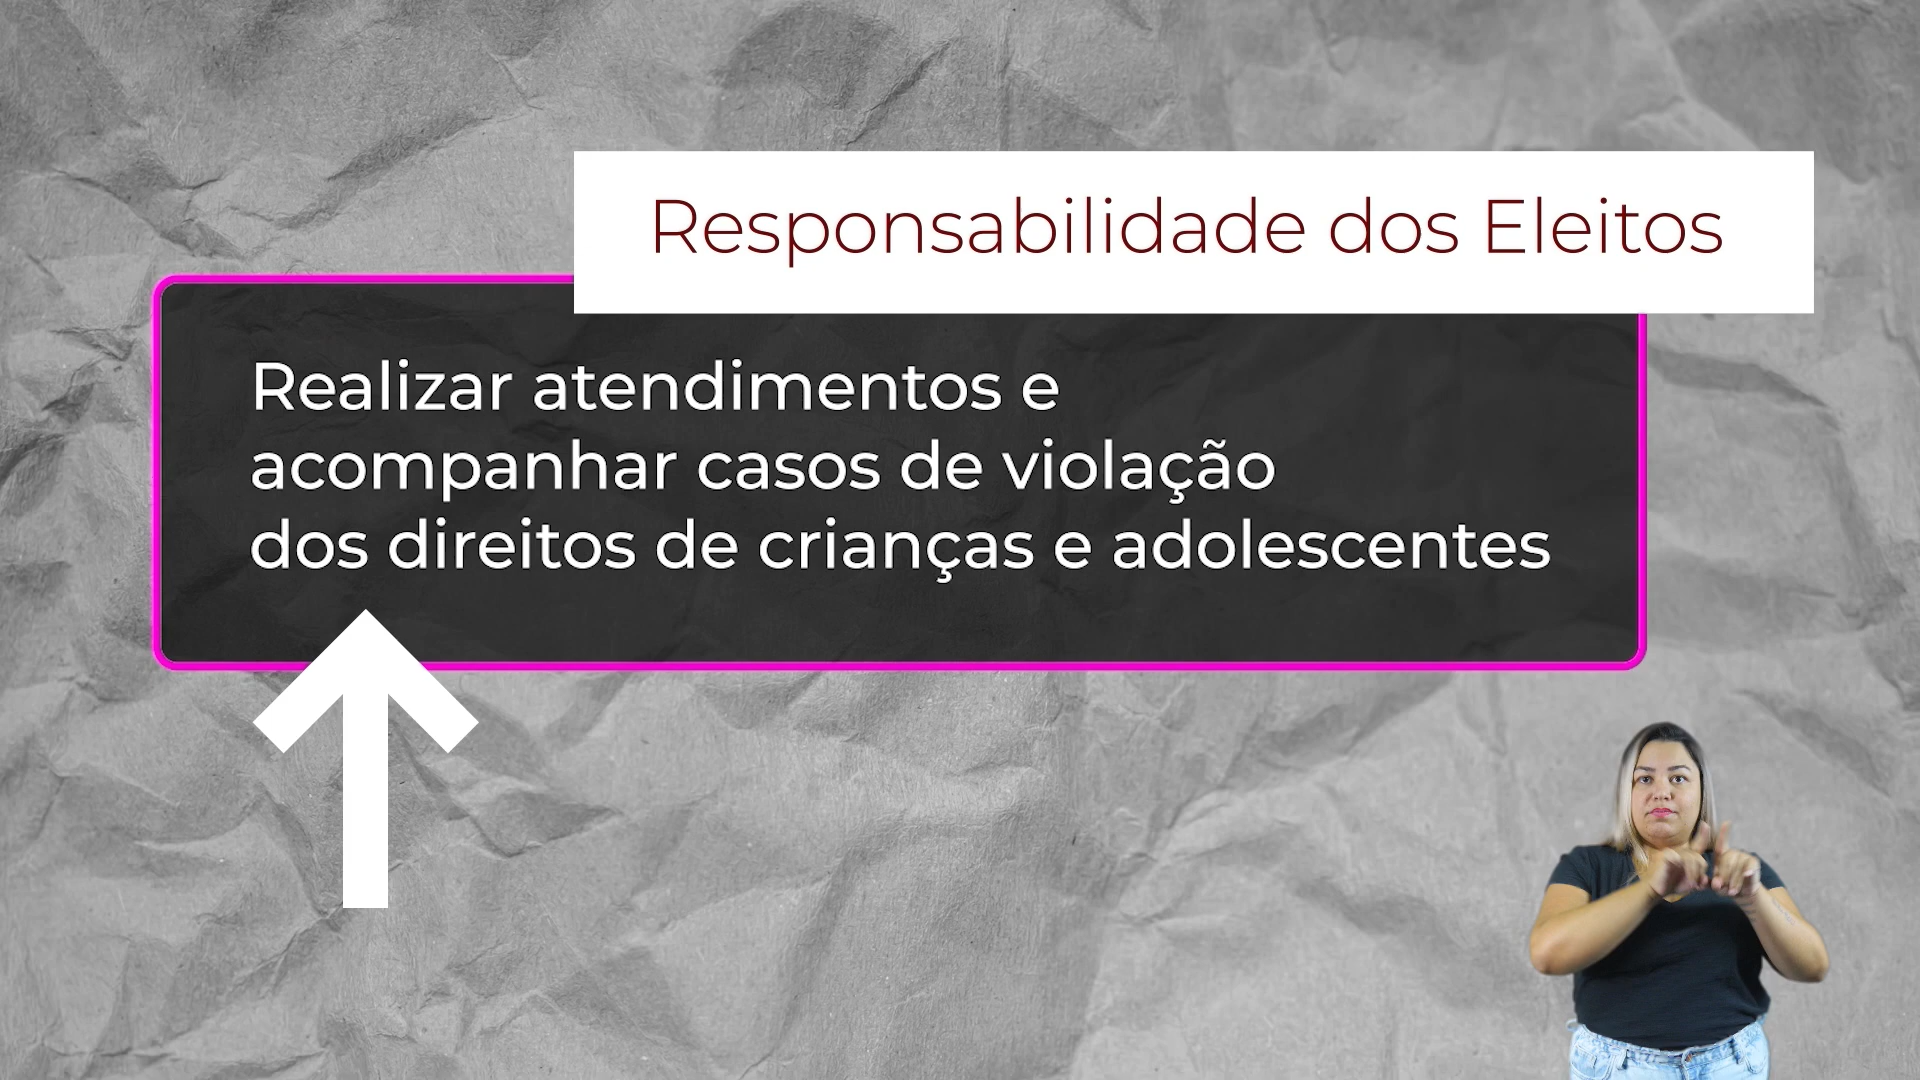 Responsabilidade dos Eleitos
Realizar atendimentos e
acompanhar casos de violação
dos direitos de crianças e adolescentes